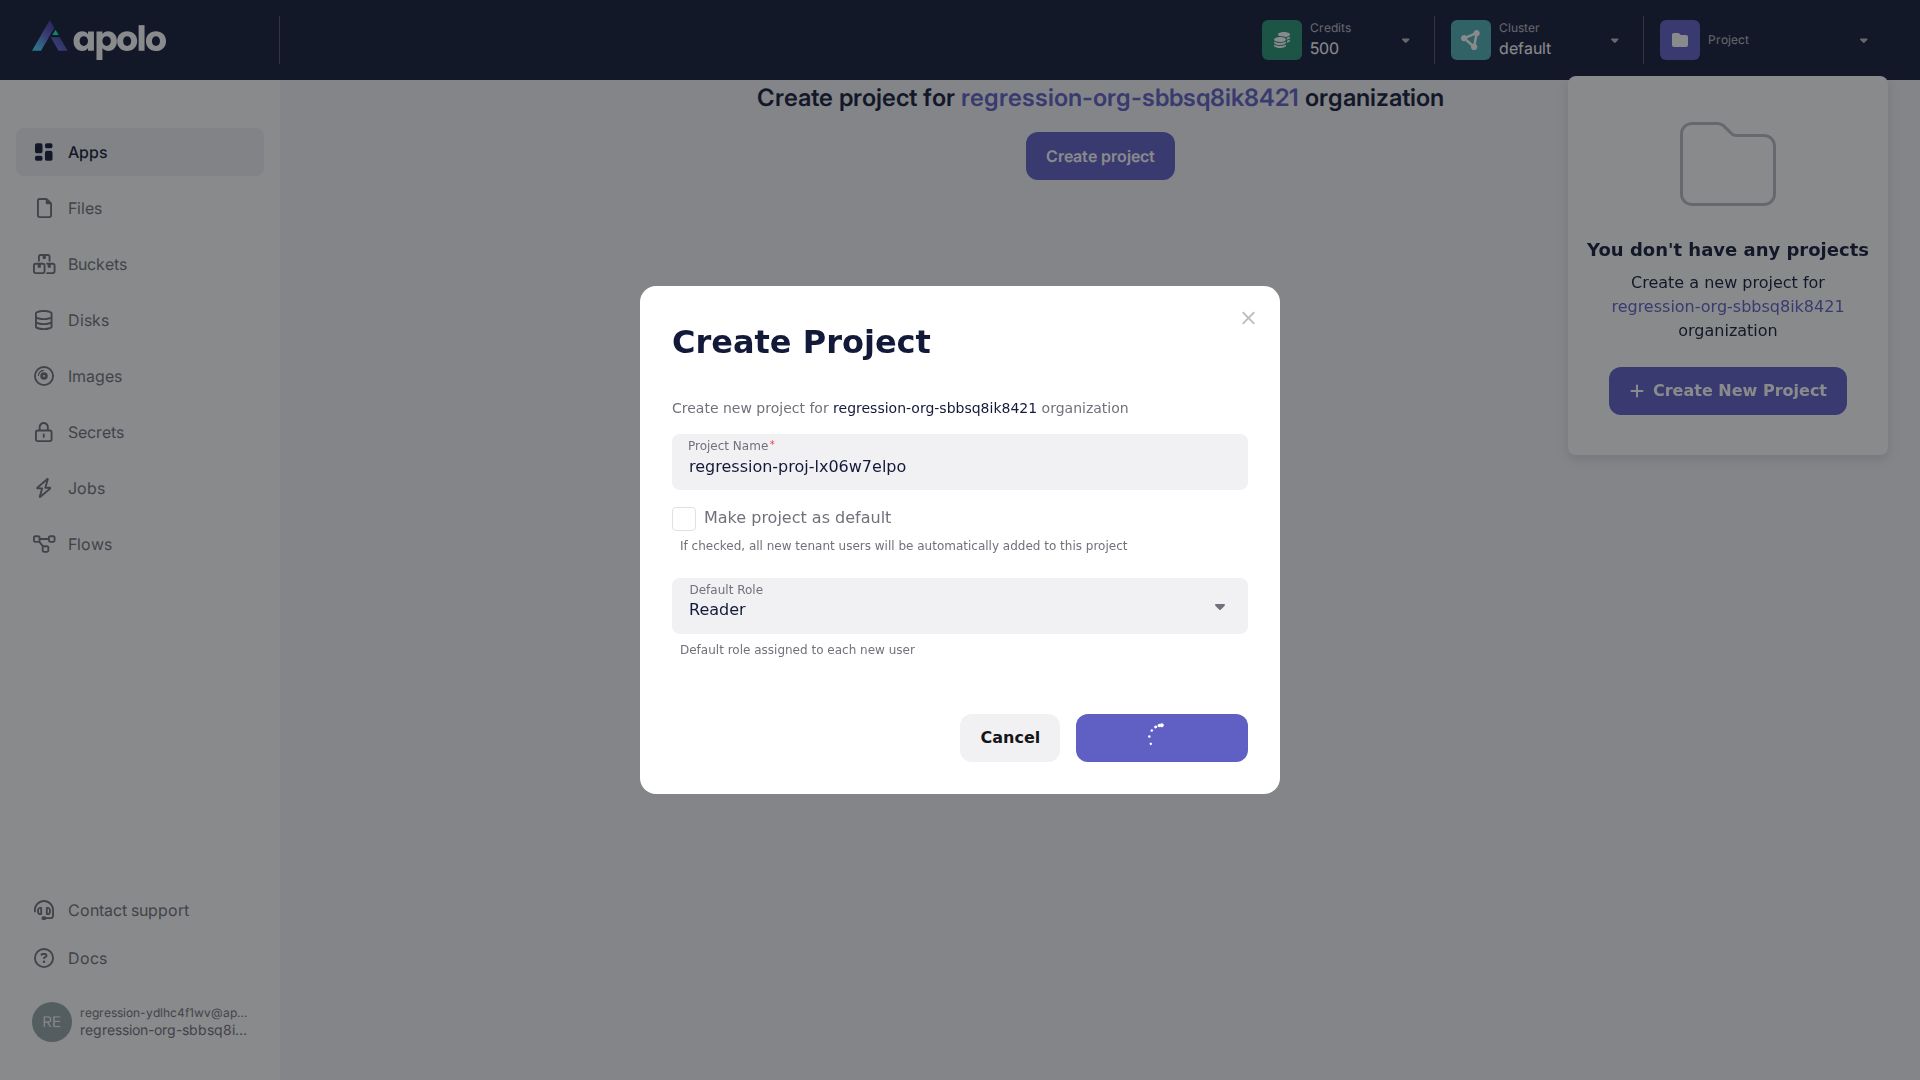 apolo
Credits
500
Cluster
default
Project
Create project for regression-org-sbbsq8ik8421 organization
Create project
Apps
Files
Buckets
Disks
Images
Secrets
Jobs
Flows
You don't have any projects
Create a new project for
regression-org-sbbsq8ik8421
organization
+ Create New Project
Create Project
Create new project for regression-org-sbbsq8ik8421 organization
Project Name*
regression-proj-lx06w7elpo
Make project as default
If checked, all new tenant users will be automatically added to this project
Default Role
Reader
Default role assigned to each new user
Cancel
Contact support
Docs
RE
regression-ydlhc4f1wv@ap...
regression-org-sbbsq8i...